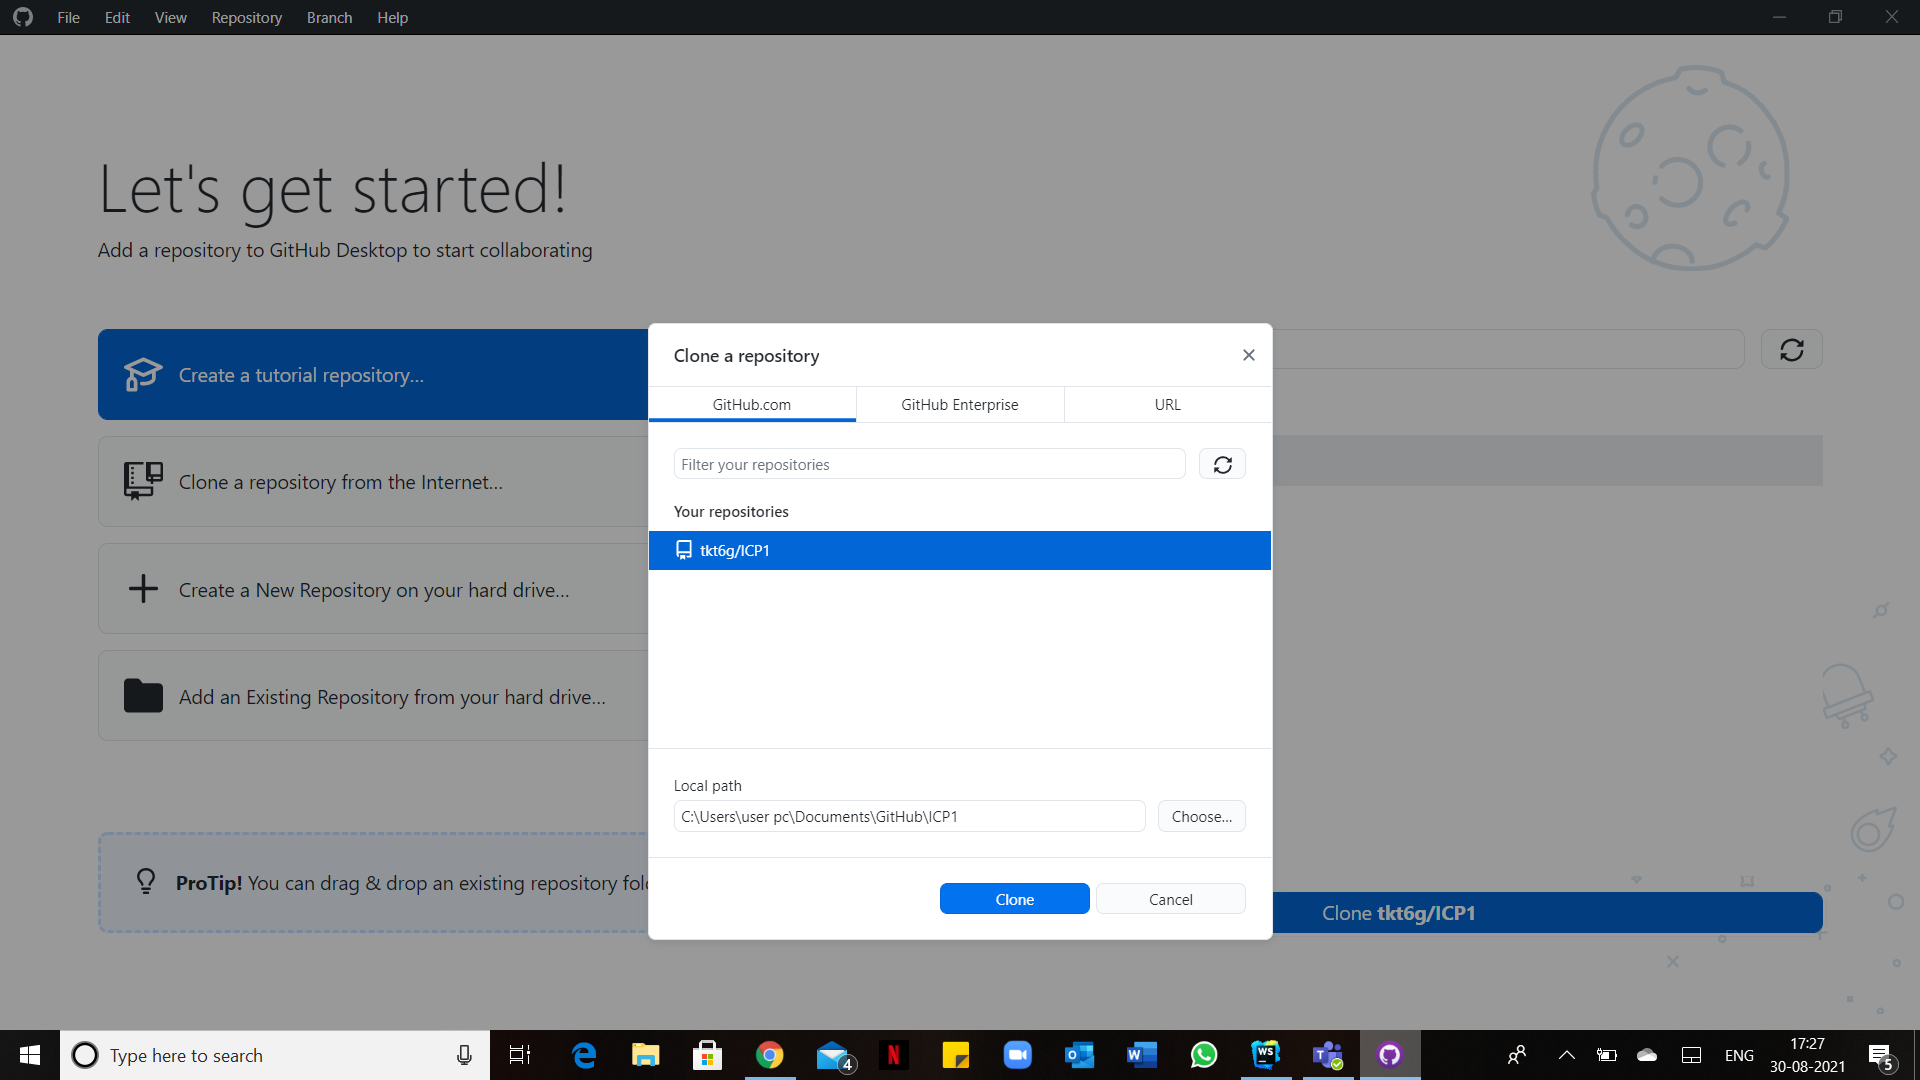 File Edit View Repository Branch Help
Let's get started!
Add a repository to GitHub Desktop to start collaborating
Create a tutorial repository...
Clone a repository from the Internet...
Create a New Repository on your hard drive...
Add an Existing Repository from your hard drive...
ProTip! You can drag & drop an existing repository fol
Clone a repository
GitHub.com GitHub Enterprise URL
Filter your repositories
Your repositories
tkt6g/ICP1
Local path
C:\Users\user pc\Documents\GitHub\ICP1 Choose...
Clone Cancel
Clone tkt6g/ICP1
Type here to search
4
N
O
W
WS
T
ENG
17:27
30-08-2021
5